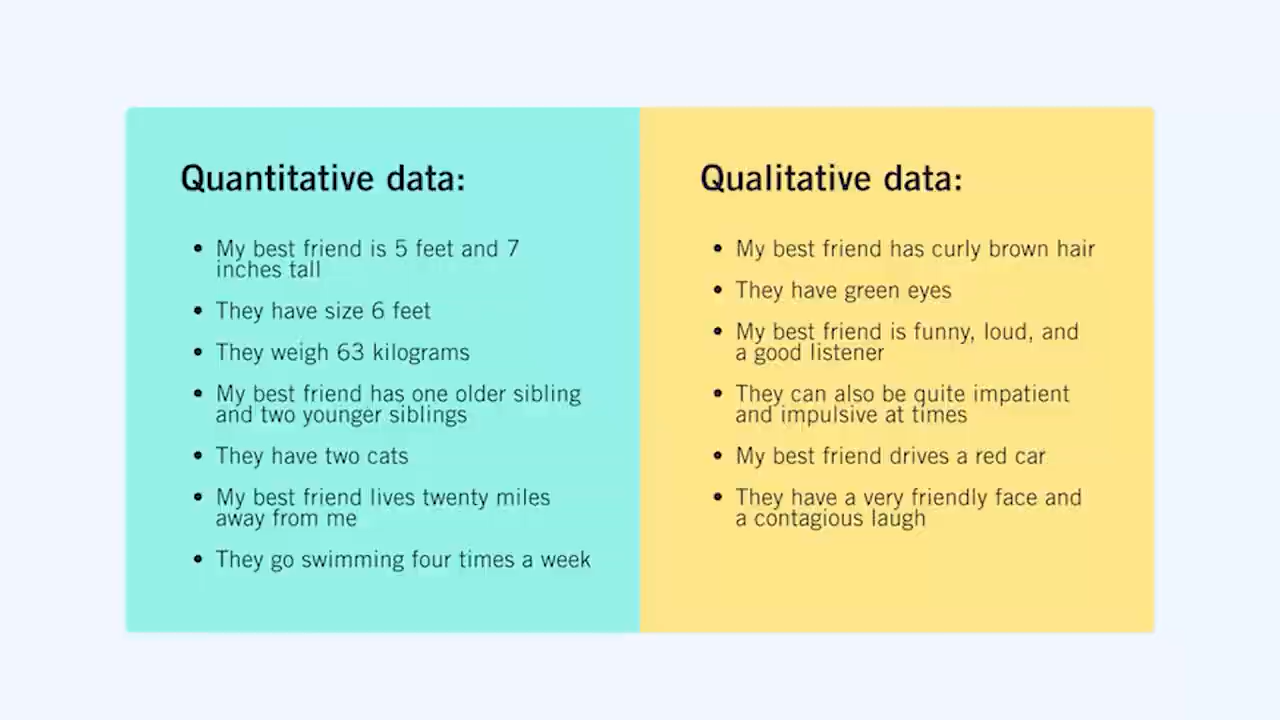 Quantitative data:
• My best friend is 5 feet and 7
inches tall
• They have size 6 feet
• They weigh 63 kilograms
• My best friend has one older sibling
and two younger siblings
• They have two cats
• My best friend lives twenty miles
away from me
• They go swimming four times a week
Qualitative data:
• My best friend has curly brown hair
• They have green eyes
• My best friend is funny, loud, and
a good listener
• They can also be quite impatient
and impulsive at times
• My best friend drives a red car
• They have a very friendly face and
a contagious laugh